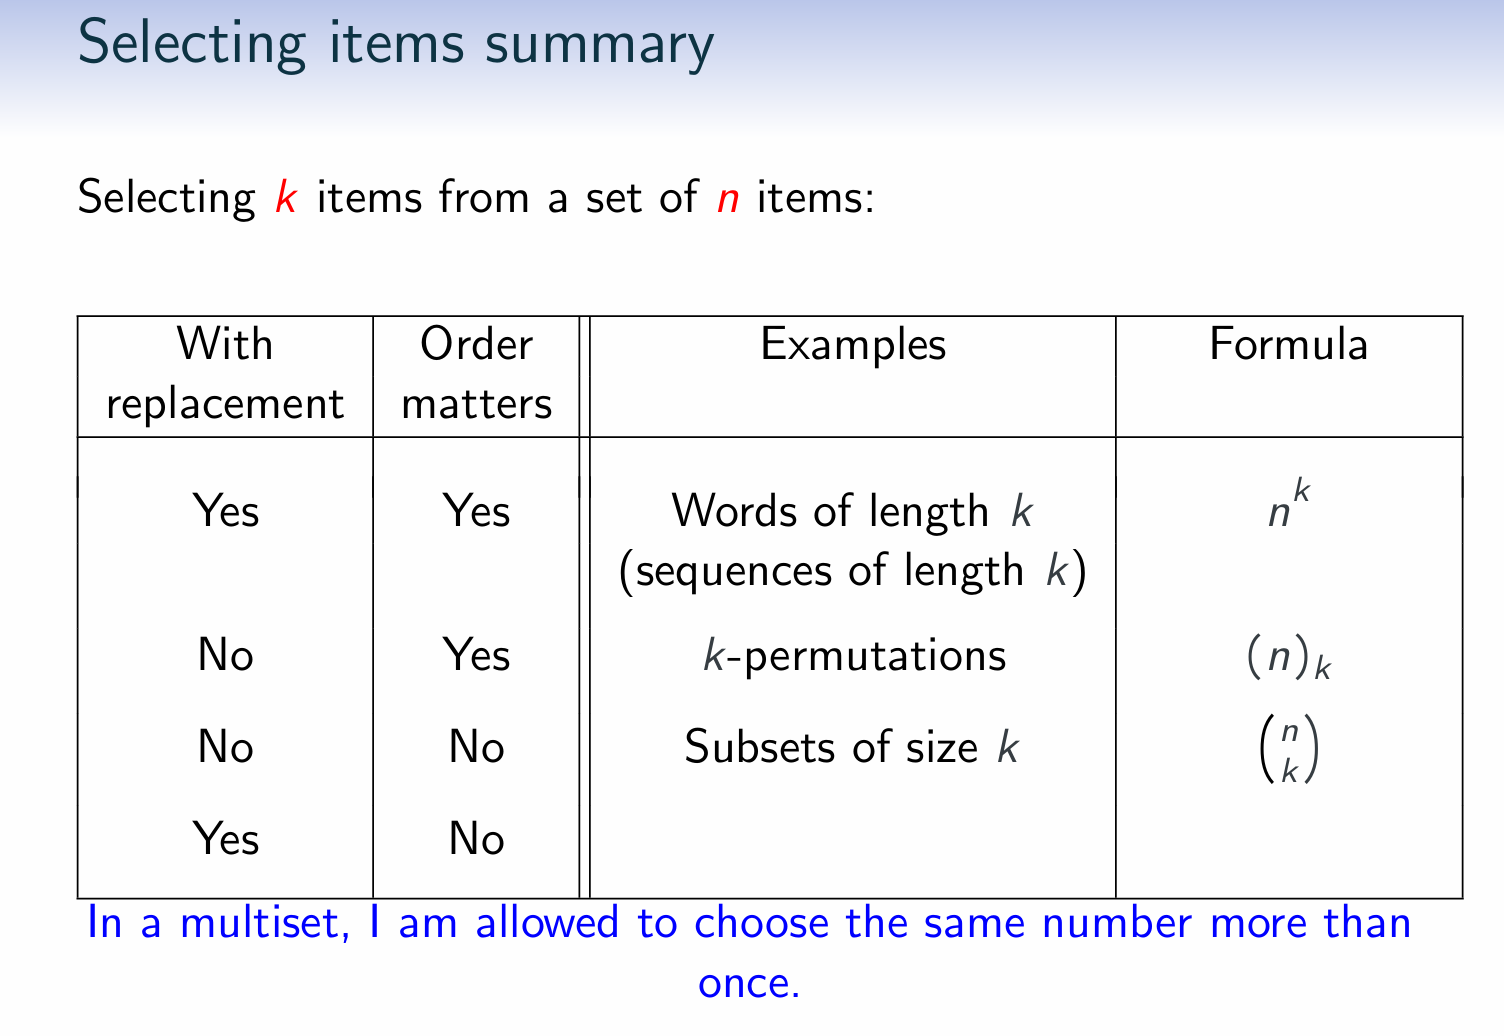 Selecting items summary
Selecting k items from a set of n items:
With replacement | Order matters | Examples | Formula
Yes | Yes | Words of length k (sequences of length k) | n^k
No | Yes | k-permutations | (n)_k
No | No | Subsets of size k | \binom{n}{k}
Yes | No
In a multiset, I am allowed to choose the same number more than
once.